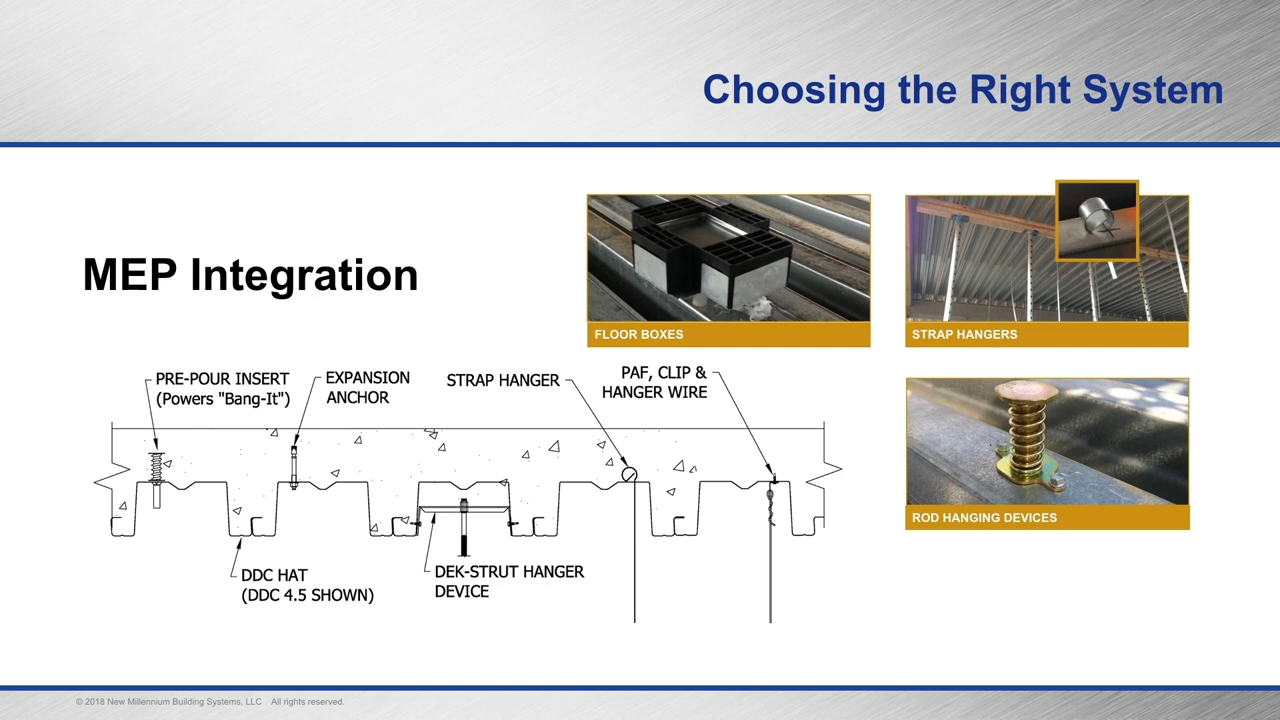 Choosing the Right System
MEP Integration
FLOOR BOXES
STRAP HANGERS
ROD HANGING DEVICES
PRE-POUR INSERT
(Powers "Bang-It")
EXPANSION
ANCHOR
STRAP HANGER
PAF, CLIP &
HANGER WIRE
DDC HAT
(DDC 4.5 SHOWN)
DEK-STRUT HANGER
DEVICE
© 2018 New Millennium Building Systems, LLC All rights reserved.